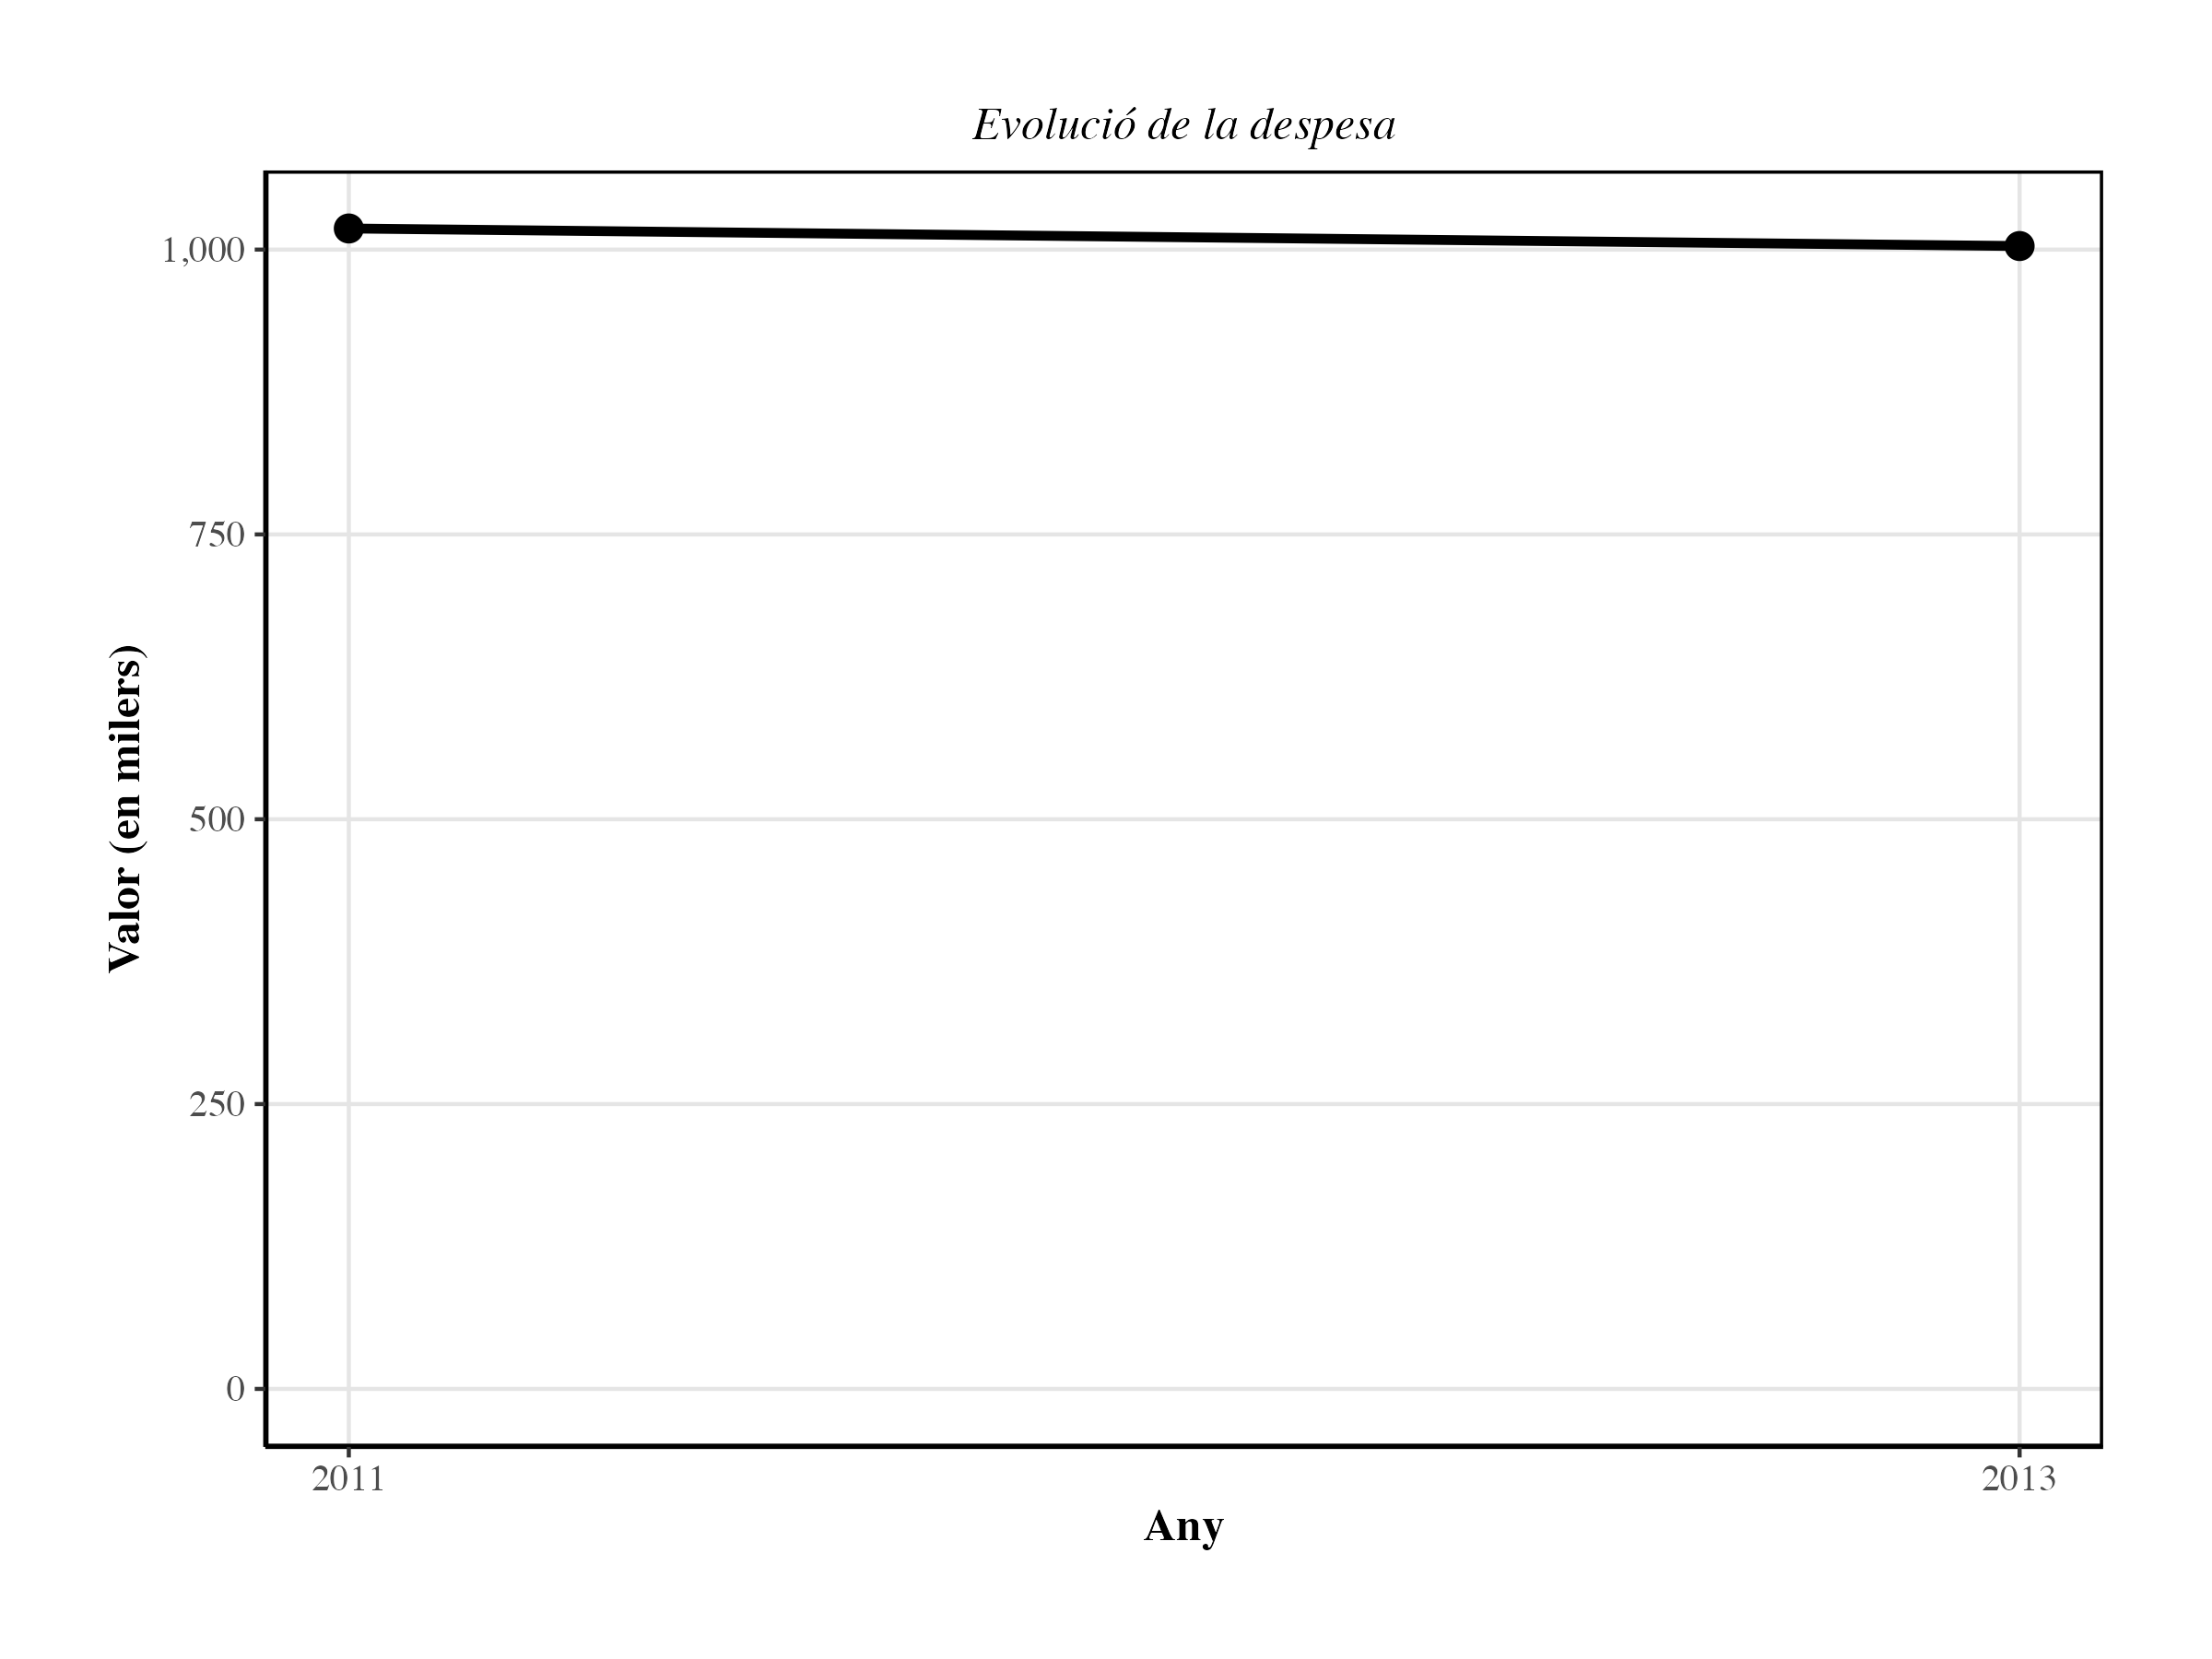 Evolució de la despesa
Valor (en milers)
1,000
750
500
250
0
2011
2013
Any